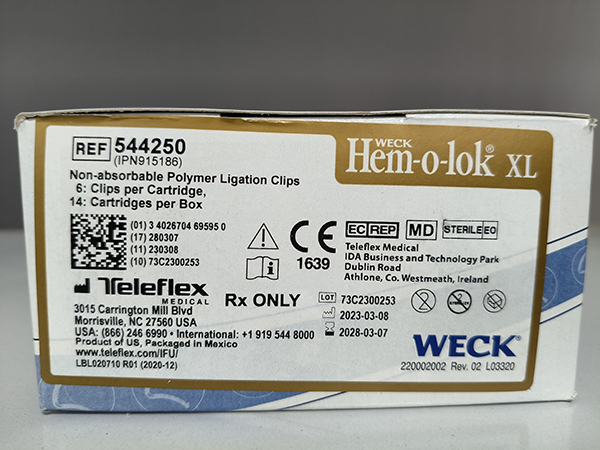 REF 544250
(IPN915186)
WECK
Hem-o-lok® XL
Non-absorbable Polymer Ligation Clips
6: Clips per Cartridge,
14: Cartridges per Box
(01) 3 4026704 69595 0
(17) 280307
(11) 230308
(10) 73C2300253
CE
1639
EC REP MD STERILE EO
Teleflex Medical
IDA Business and Technology Park
Dublin Road
Athlone, Co. Westmeath, Ireland
Teleflex
MEDICAL
Rx ONLY
3015 Carrington Mill Blvd
Morrisville, NC 27560 USA
USA: (866) 246 6990 • International: +1 919 544 8000
Product of US, Packaged in Mexico
www.teleflex.com/IFU/
LBL020710 R01 (2020-12)
LOT 73C2300253
2023-03-08
2028-03-07
WECK®
220002002 Rev. 02 L03320